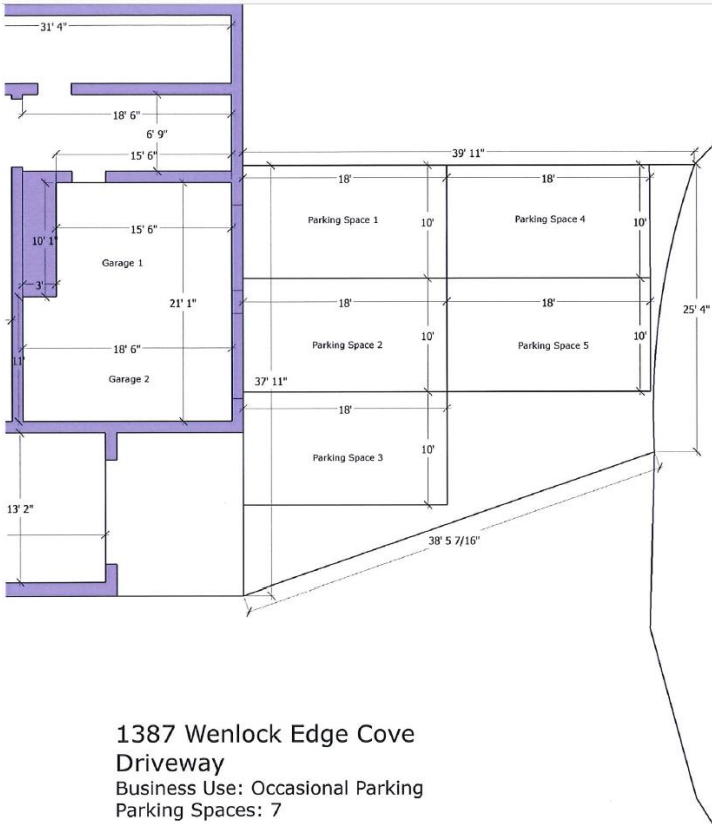 31' 4"
18' 6"
6' 9"
15' 6"
39' 11"
18'
18'
Parking Space 1
10'
Parking Space 4
10'
15' 6"
10' 1"
Garage 1
3'
21' 1"
25' 4"
18'
18'
18' 6"
Parking Space 2
10'
Parking Space 5
10'
11'
Garage 2
37' 11"
18'
Parking Space 3
10'
13' 2"
38' 5 7/16"
1387 Wenlock Edge Cove
Driveway
Business Use: Occasional Parking
Parking Spaces: 7